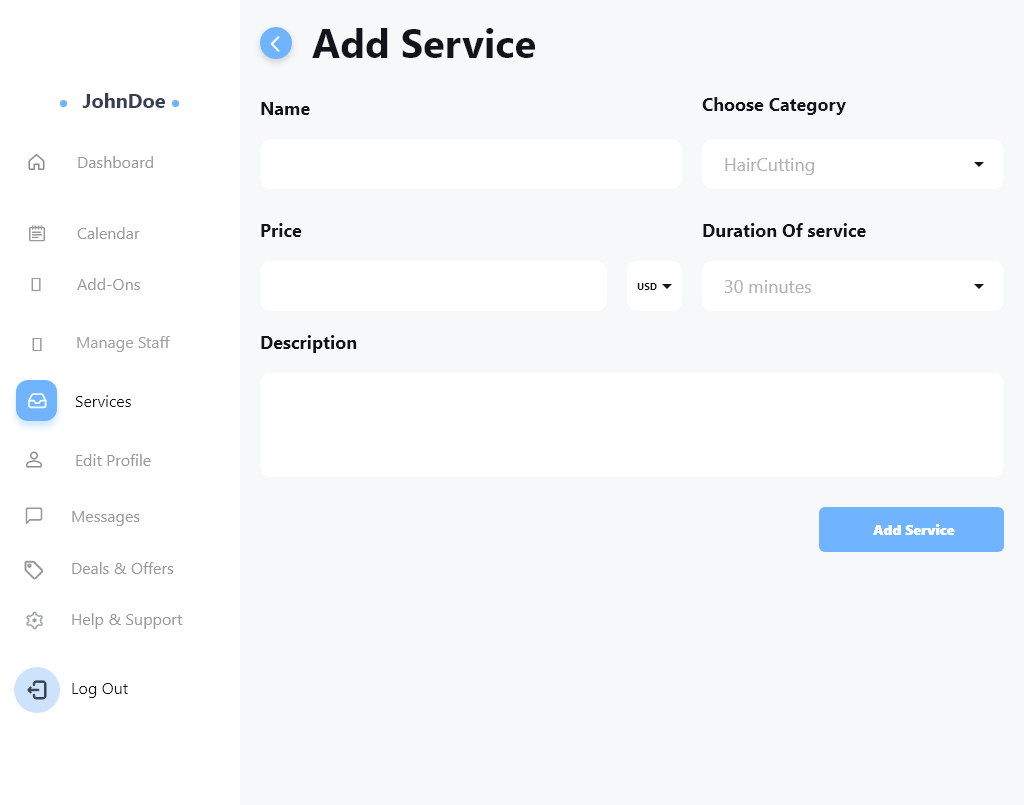 JohnDoe
Dashboard
Calendar
Add-Ons
Manage Staff
Services
Edit Profile
Messages
Deals & Offers
Help & Support
Log Out
Add Service
Name
Choose Category
HairCutting
Price
Duration Of service
USD
30 minutes
Description
Add Service